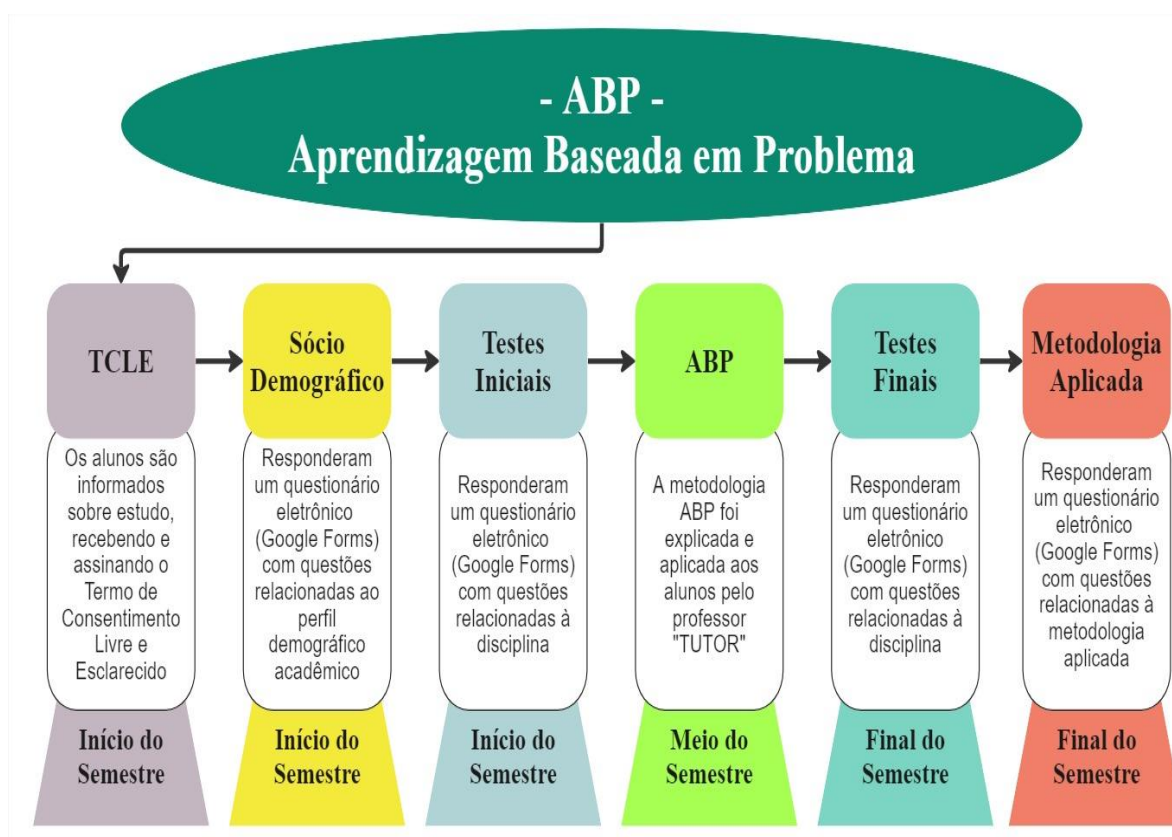 - ABP -
Aprendizagem Baseada em Problema
TCLE
Os alunos são
informados
sobre estudo,
recebendo e
assinando o
Termo de
Consentimento
Livre e
Esclarecido
Início do
Semestre
Sócio
Demográfico
Responderam
um questionário
eletrônico
(Google Forms)
com questões
relacionadas ao
perfil
demográfico
acadêmico
Início do
Semestre
Testes
Iniciais
Responderam
um questionário
eletrônico
(Google Forms)
com questões
relacionadas à
disciplina
Início do
Semestre
ABP
A metodologia
ABP foi
explicada e
aplicada aos
alunos pelo
professor
"TUTOR"
Meio do
Semestre
Testes
Finais
Responderam
um questionário
eletrônico
(Google Forms)
com questões
relacionadas à
disciplina
Final do
Semestre
Metodologia
Aplicada
Responderam
um questionário
eletrônico
(Google Forms)
com questões
relacionadas à
metodologia
aplicada
Final do
Semestre